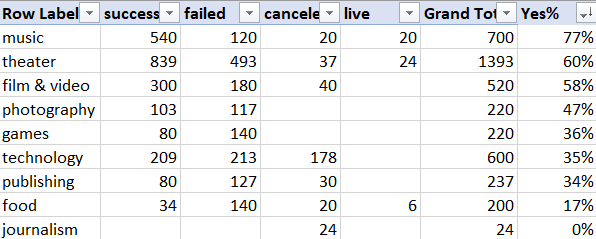 Row Label success failed cancele live Grand Tot Yes%
music 540 120 20 20 700 77%
theater 839 493 37 24 1393 60%
film & video 300 180 40 520 58%
photography 103 117 220 47%
games 80 140 220 36%
technology 209 213 178 600 35%
publishing 80 127 30 237 34%
food 34 140 20 6 200 17%
journalism 24 24 0%